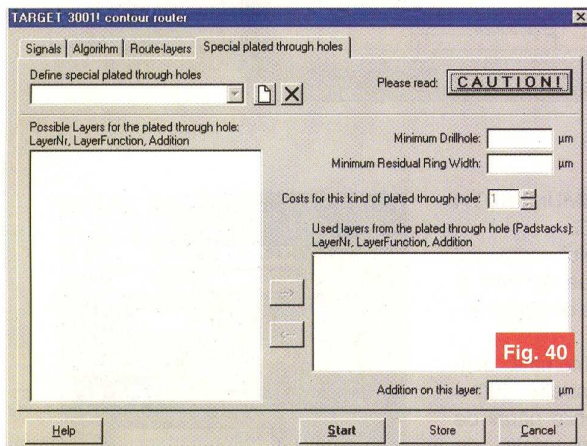 TARGET 3001! contour router
Signals Algorithm Route-layers Special plated through holes
Define special plated through holes
Please read: CAUTION!
Possible Layers for the plated through hole:
LayerNr, LayerFunction, Addition
Minimum Drillhole: µm
Minimum Residual Ring Width: µm
Costs for this kind of plated through hole: 1
Used layers from the plated through hole (Padstacks):
LayerNr, LayerFunction, Addition
=>
<=
Fig. 40
Addition on this layer: µm
Help Start Store Cancel